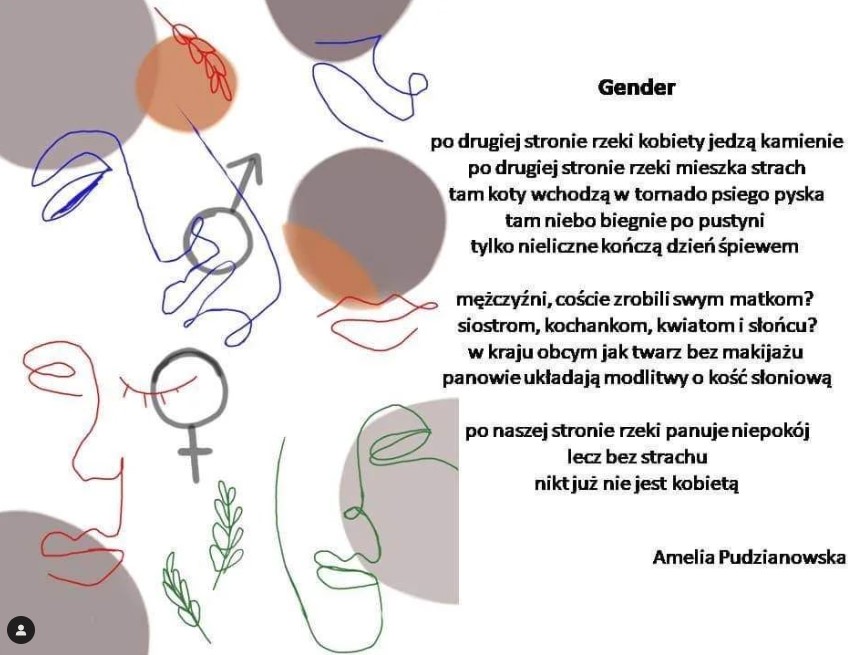 Gender
po drugiej stronie rzeki kobiety jedzą kamienie
po drugiej stronie rzeki mieszka strach
tam koty wchodzą w tornado psiego pyska
tam niebo biegnie po pustyni
tylko nieliczne kończą dzień śpiewem
mężczyźni, coście zrobili swym matkom?
siostrom, kochankom, kwiatom i słońcu?
w kraju obcym jak twarz bez makijażu
panowie układają modlitwy o kość słoniową
po naszej stronie rzeki panuje niepokój
lecz bez strachu
nikt już nie jest kobietą
Amelia Pudzianowska